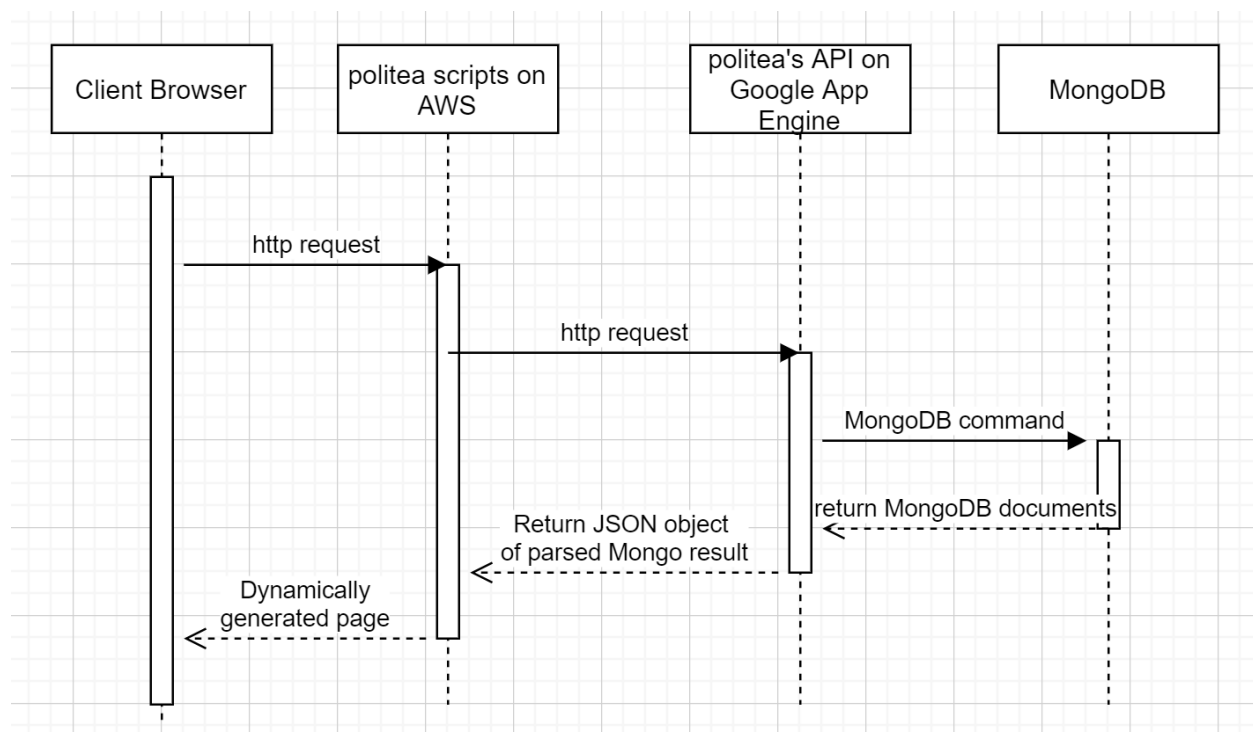 Client Browser
politea scripts on
AWS
politea's API on
Google App
Engine
MongoDB
http request
http request
MongoDB command
return MongoDB documents
Return JSON object
of parsed Mongo result
Dynamically
generated page